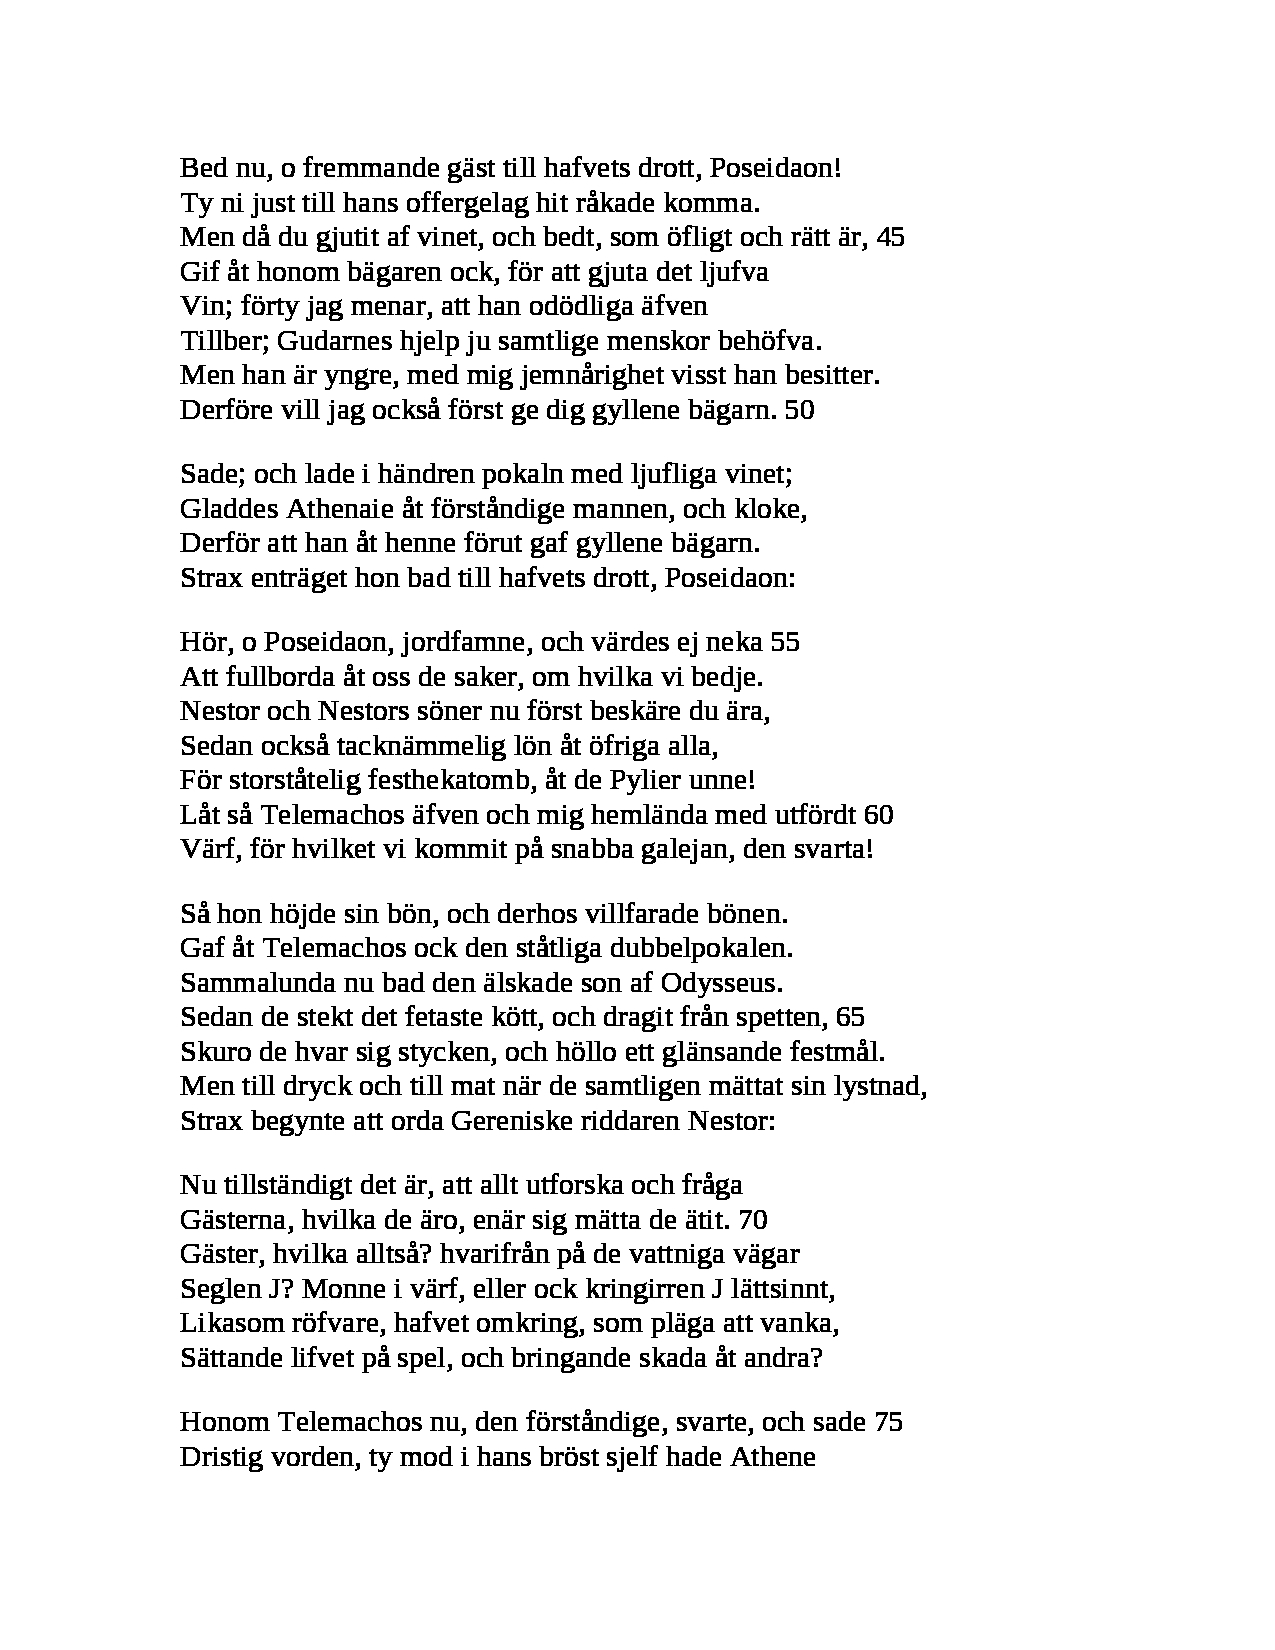 Bed nu, o fremmande gäst till hafvets drott, Poseidaon!
Ty ni just till hans offergelag hit råkade komma.
Men då du gjutit af vinet, och bedt, som öfligt och rätt är, 45
Gif åt honom bägaren ock, för att gjuta det ljufva
Vin; förty jag menar, att han odödliga äfven
Tillber; Gudarnes hjelp ju samtlige menskor behöfva.
Men han är yngre, med mig jemnårighet visst han besitter.
Derföre vill jag också först ge dig gyllene bägarn. 50

Sade; och lade i händren pokaln med ljufliga vinet;
Gladdes Athenaie åt förståndige mannen, och kloke,
Derför att han åt henne förut gaf gyllene bägarn.
Strax enträget hon bad till hafvets drott, Poseidaon:

Hör, o Poseidaon, jordfamne, och värdes ej neka 55
Att fullborda åt oss de saker, om hvilka vi bedje.
Nestor och Nestors söner nu först beskäre du ära,
Sedan också tacknämmelig lön åt öfriga alla,
För storståtelig festhekatomb, åt de Pylier unne!
Låt så Telemachos äfven och mig hemlända med utfördt 60
Värf, för hvilket vi kommit på snabba galejan, den svarta!

Så hon höjde sin bön, och derhos villfarade bönen.
Gaf åt Telemachos ock den ståtliga dubbelpokalen.
Sammalunda nu bad den älskade son af Odysseus.
Sedan de stekt det fetaste kött, och dragit från spetten, 65
Skuro de hvar sig stycken, och höllo ett glänsande festmål.
Men till dryck och till mat när de samtligen mättat sin lystnad,
Strax begynte att orda Gereniske riddaren Nestor:

Nu tillständigt det är, att allt utforska och fråga
Gästerna, hvilka de äro, enär sig mätta de ätit. 70
Gäster, hvilka alltså? hvarifrån på de vattniga vägar
Seglen J? Monne i värf, eller ock kringirren J lättsinnt,
Likasom röfvare, hafvet omkring, som pläga att vanka,
Sättande lifvet på spel, och bringande skada åt andra?

Honom Telemachos nu, den förståndige, svarte, och sade 75
Dristig vorden, ty mod i hans bröst sjelf hade Athene